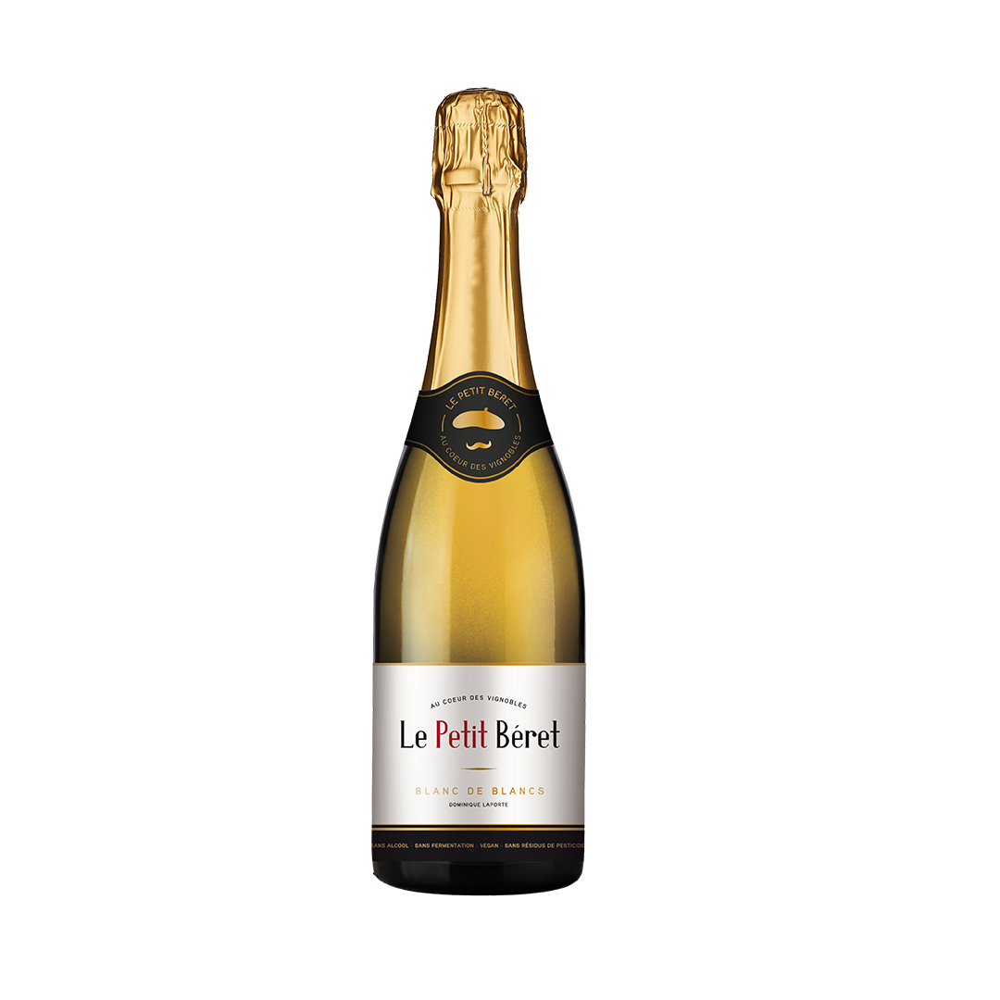 LE PETIT BERET
AU COEUR DES VIGNOBLES
AU COEUR DES VIGNOBLES
Le Petit Béret
BLANC DE BLANCS
DOMINIQUE LAPORTE
SANS ALCOOL · SANS FERMENTATION · VEGAN · SANS RÉSIDUS DE PESTICIDE